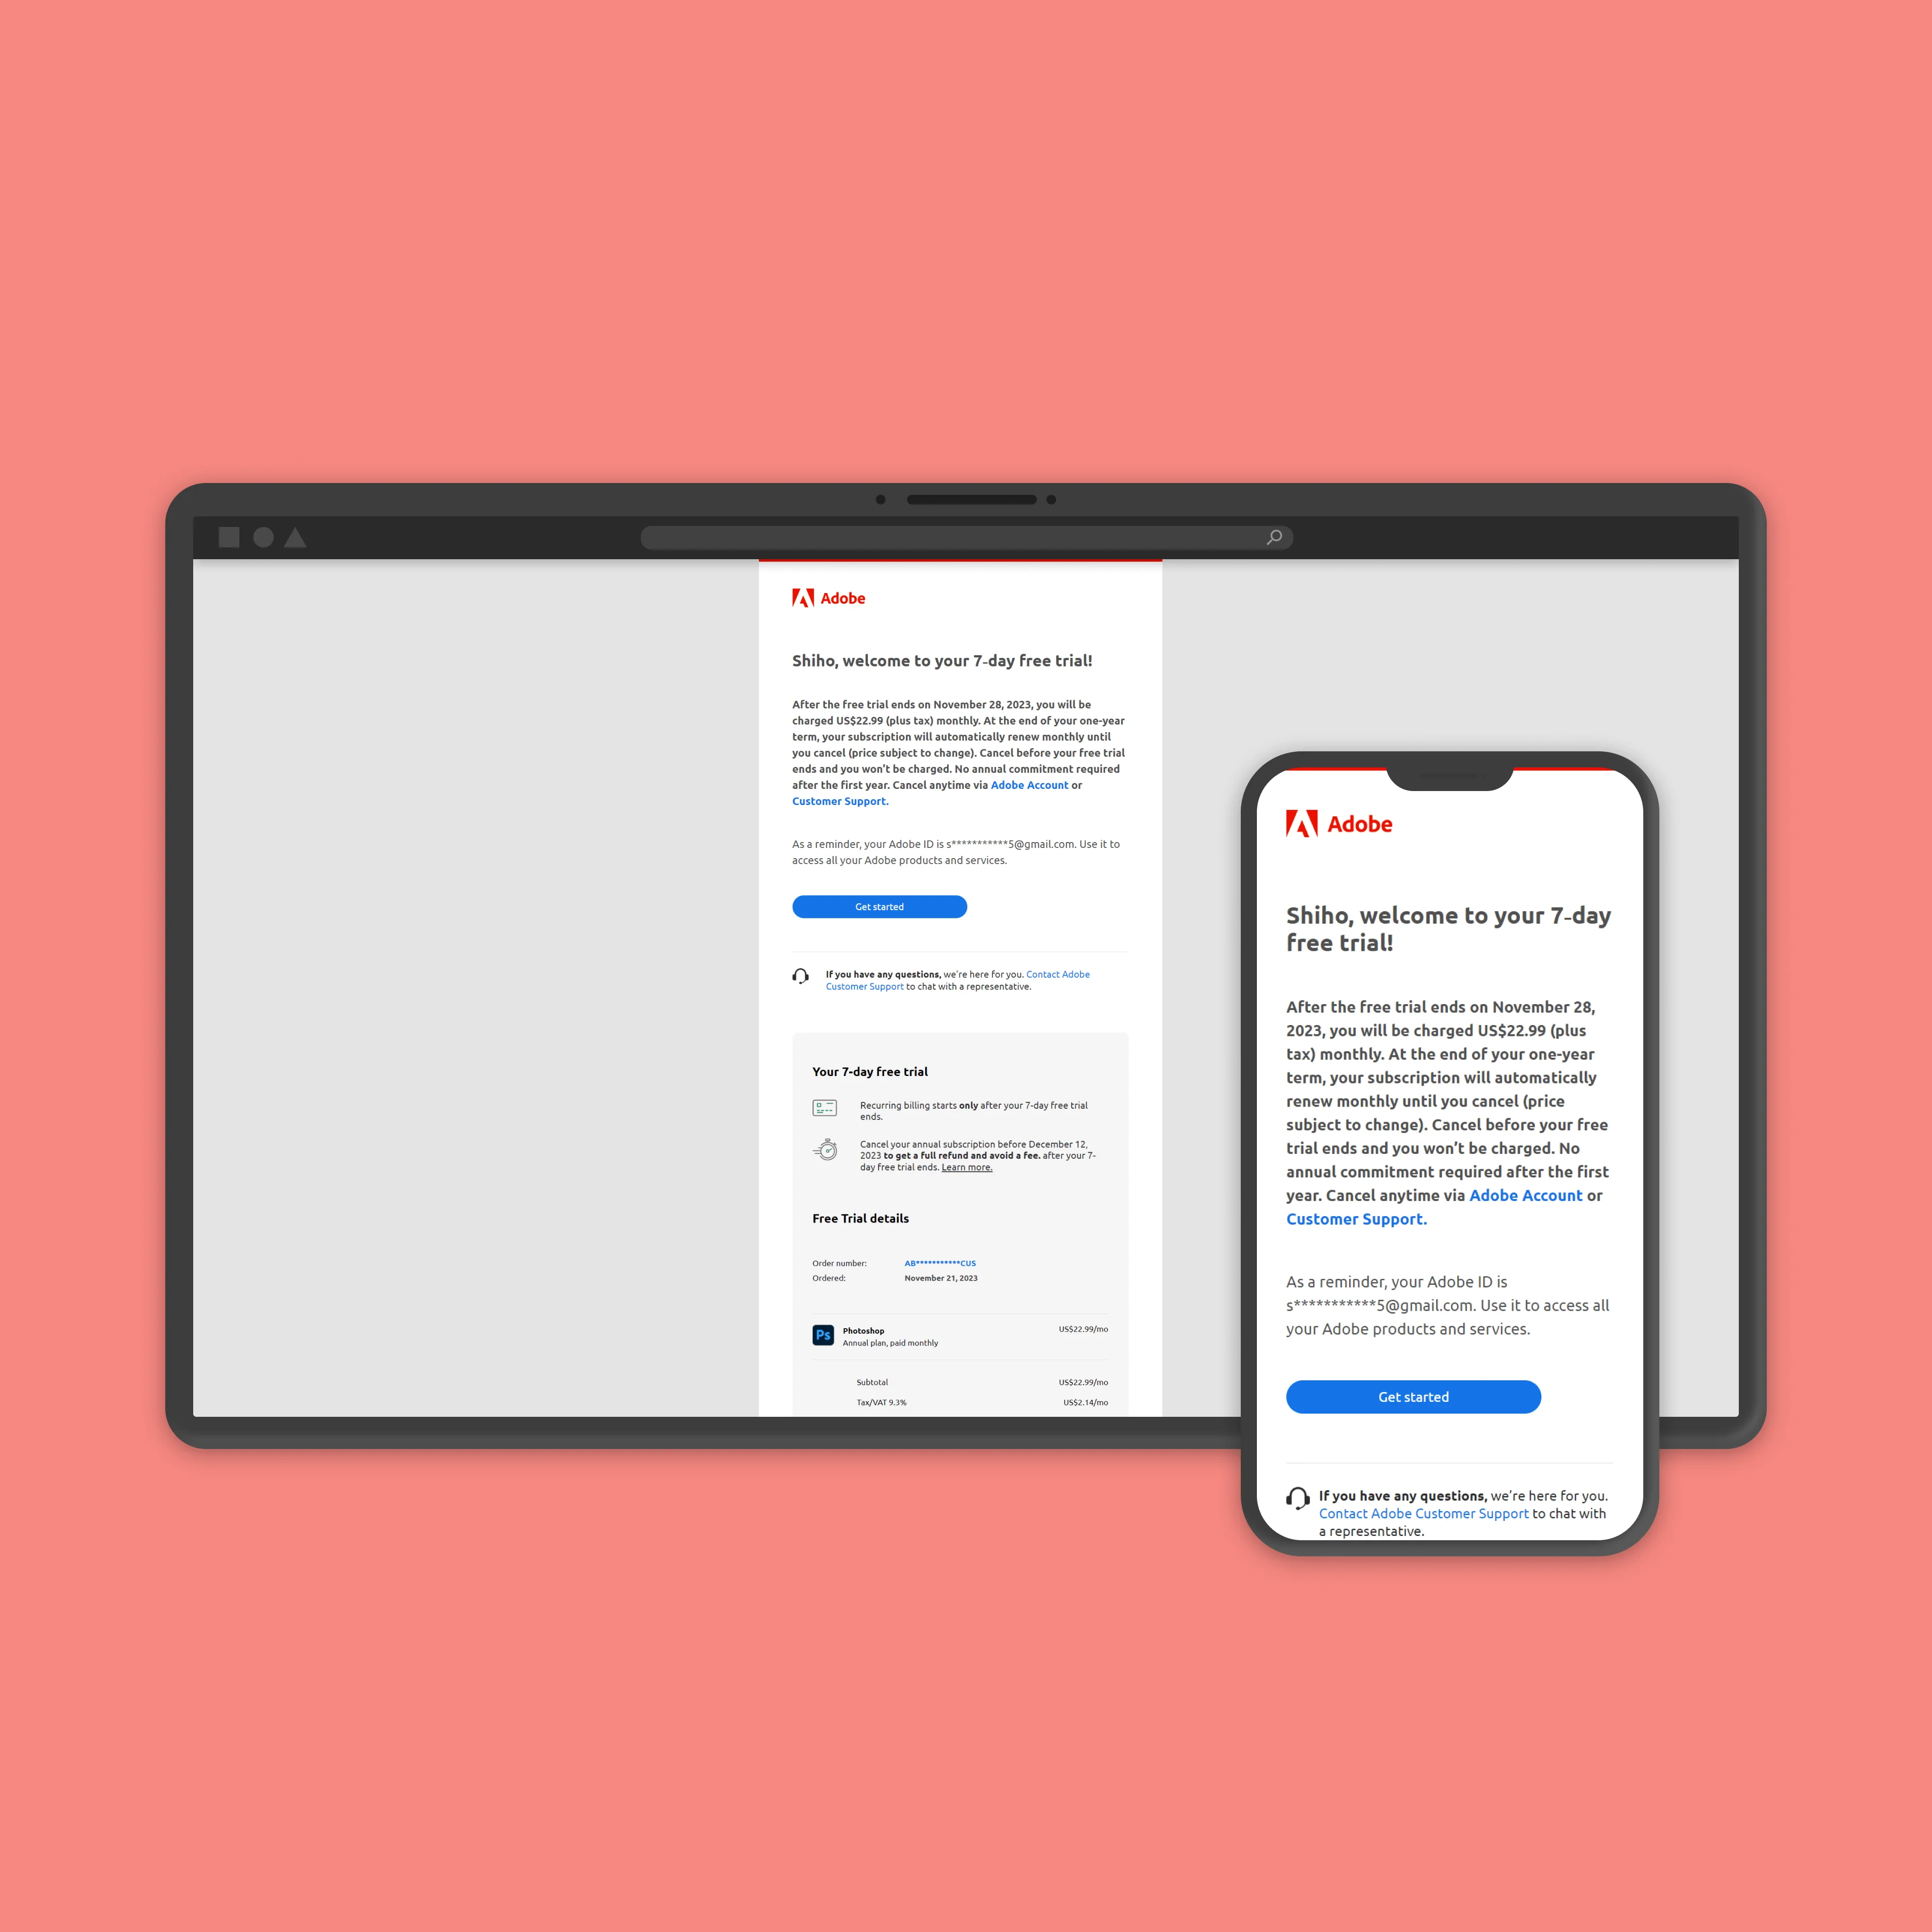 Adobe
Shiho, welcome to your 7-day free trial!
After the free trial ends on November 28, 2023, you will be
charged US$22.99 (plus tax) monthly. At the end of your one-year
term, your subscription will automatically renew monthly until
you cancel (price subject to change). Cancel before your free trial
ends and you won't be charged. No annual commitment required
after the first year. Cancel anytime via Adobe Account or
Customer Support.
As a reminder, your Adobe ID is s***********5@gmail.com. Use it to
access all your Adobe products and services.
Get started
If you have any questions, we're here for you. Contact Adobe
Customer Support to chat with a representative.
Your 7-day free trial
Recurring billing starts only after your 7-day free trial
ends.
Cancel your annual subscription before December 12,
2023 to get a full refund and avoid a fee. after your 7-
day free trial ends. Learn more.
Free Trial details
Order number: AB***********CUS
Ordered: November 21, 2023
Ps Photoshop US$22.99/mo
Annual plan, paid monthly
Subtotal US$22.99/mo
Tax/VAT 9.3% US$2.14/mo
Adobe
Shiho, welcome to your 7-day
free trial!
After the free trial ends on November 28,
2023, you will be charged US$22.99 (plus
tax) monthly. At the end of your one-year
term, your subscription will automatically
renew monthly until you cancel (price
subject to change). Cancel before your free
trial ends and you won't be charged. No
annual commitment required after the first
year. Cancel anytime via Adobe Account or
Customer Support.
As a reminder, your Adobe ID is
s***********5@gmail.com. Use it to access all
your Adobe products and services.
Get started
If you have any questions, we're here for you.
Contact Adobe Customer Support to chat with
a representative.